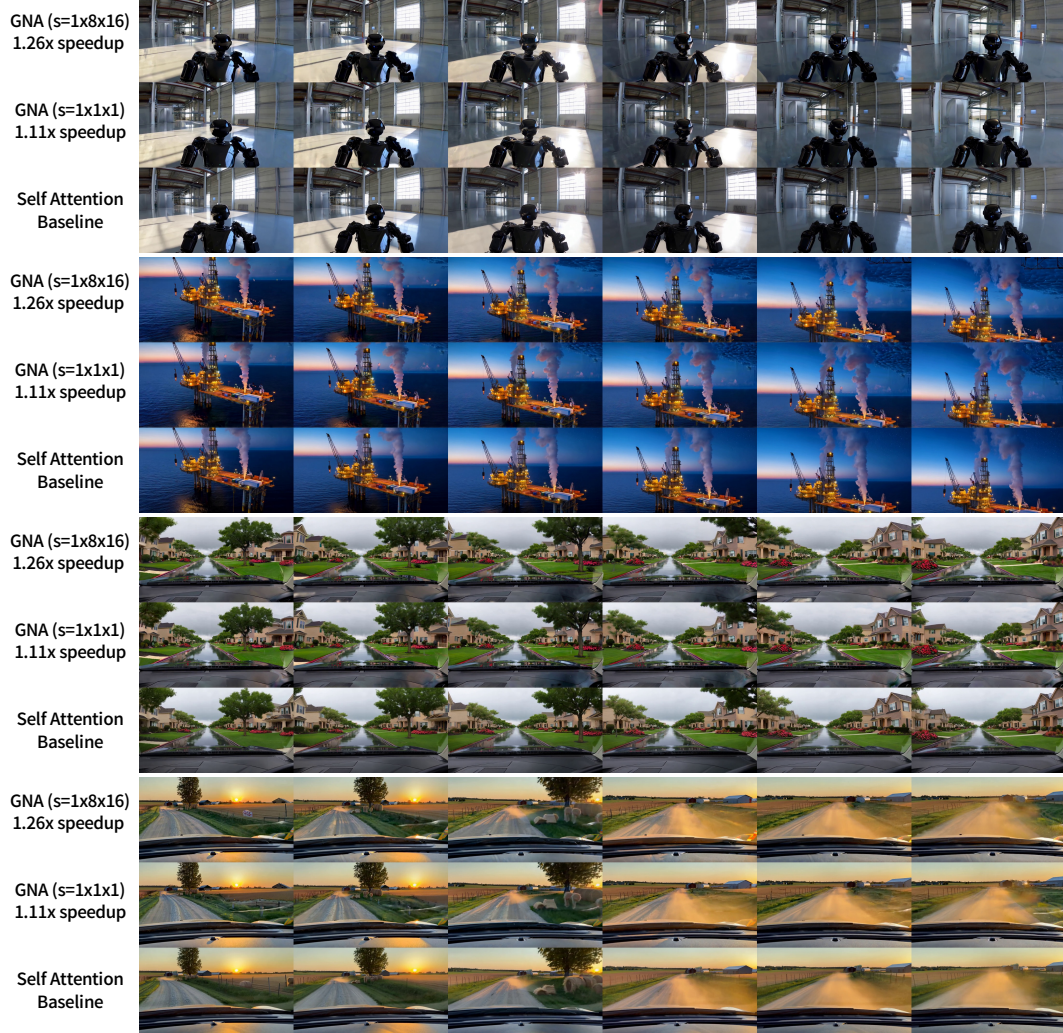 GNA (s=1x8x16)
1.26x speedup
GNA (s=1x1x1)
1.11x speedup
Self Attention
Baseline
GNA (s=1x8x16)
1.26x speedup
GNA (s=1x1x1)
1.11x speedup
Self Attention
Baseline
GNA (s=1x8x16)
1.26x speedup
GNA (s=1x1x1)
1.11x speedup
Self Attention
Baseline
GNA (s=1x8x16)
1.26x speedup
GNA (s=1x1x1)
1.11x speedup
Self Attention
Baseline